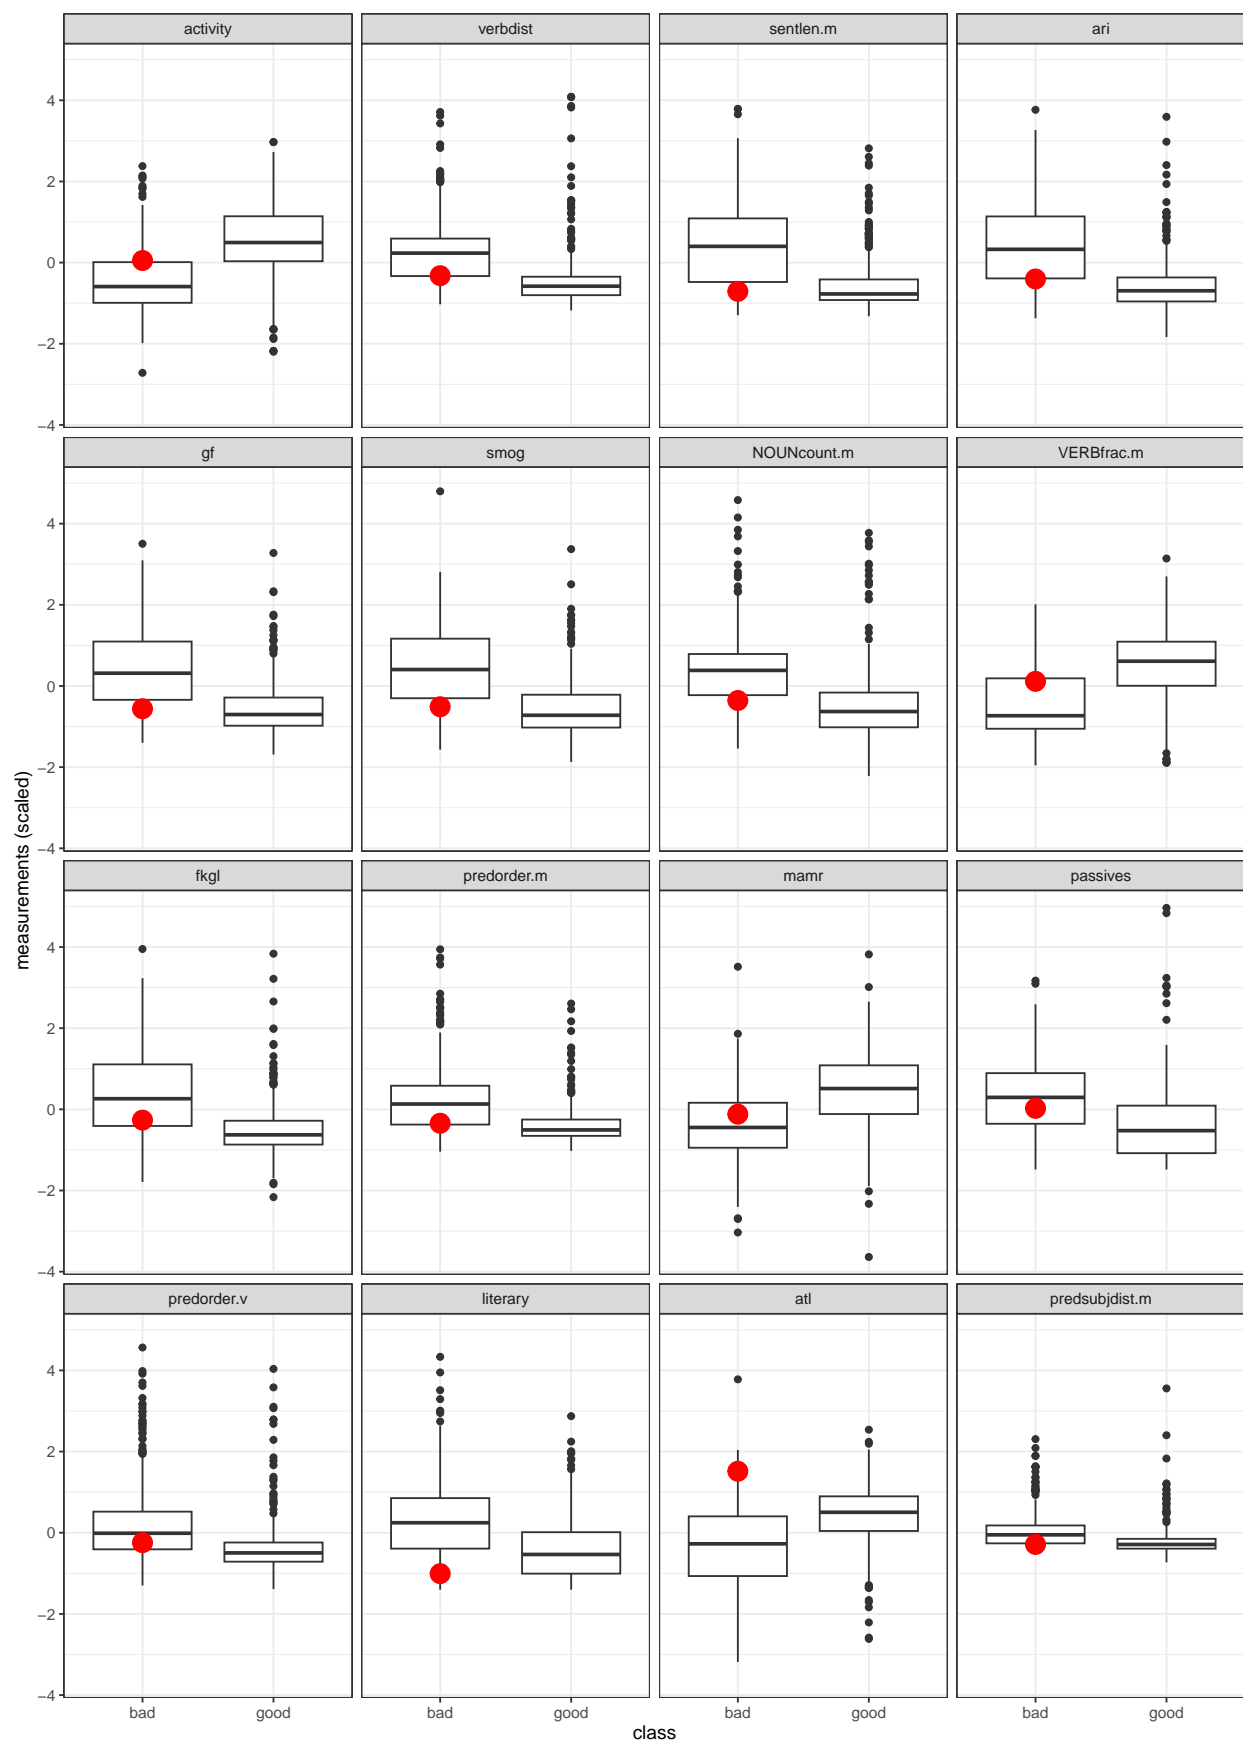 activity verbdist sentlen.m ari
4
2
0
−2
−4
gf smog NOUNcount.m VERBfrac.m
4
2
0
−2
−4
measurements (scaled)
fkgl predorder.m mamr passives
4
2
0
−2
−4
predorder.v literary atl predsubjdist.m
4
2
0
−2
−4
bad good bad good bad good bad good
class